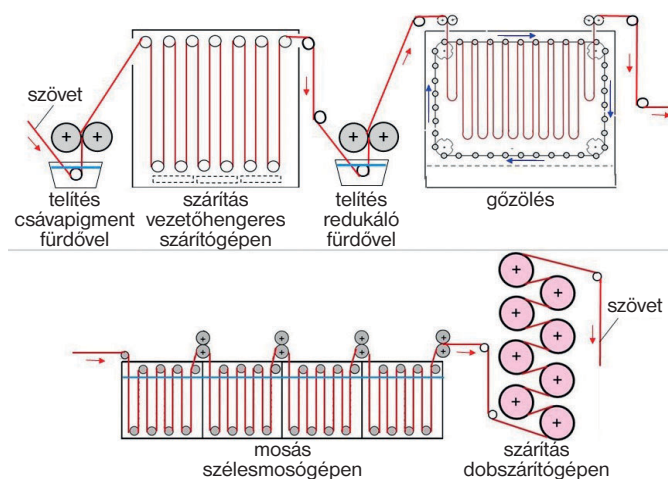 szövet
telítés
csávapigment
fürdővel
szárítás
vezetőhengeres
szárítógépen
telítés
redukáló
fürdővel
gőzölés
szövet
mosás
szélesmosógépen
szárítás
dobszárítógépen